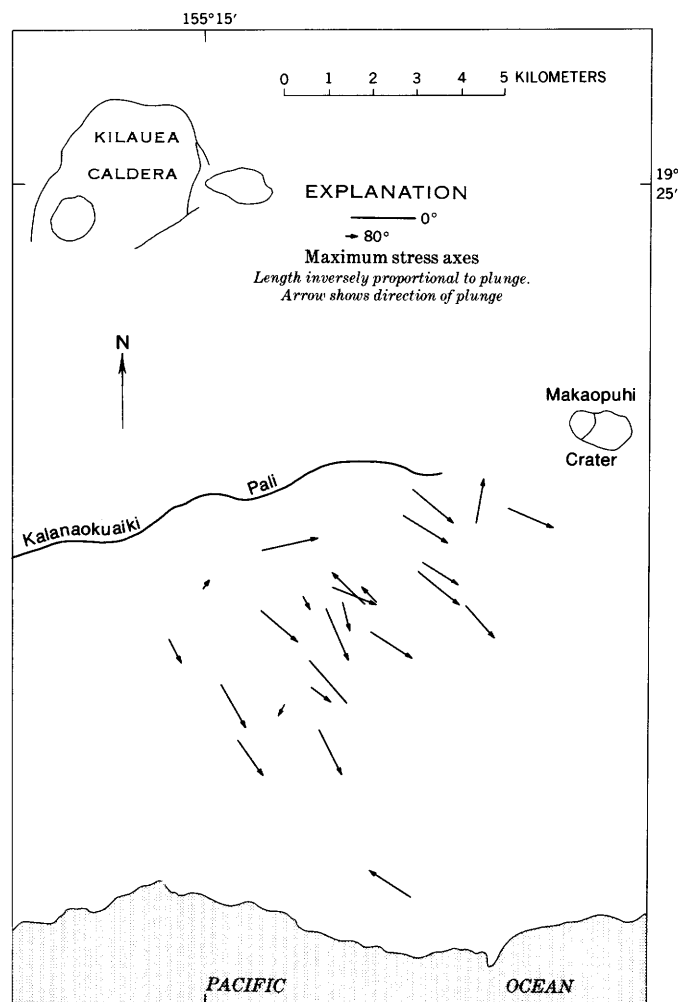 155°15′
0 1 2 3 4 5 KILOMETERS
KILAUEA
CALDERA
19°
25′
EXPLANATION
0°
80°
Maximum stress axes
Length inversely proportional to plunge.
Arrow shows direction of plunge
N
Makaopuhi
Crater
Pali
Kalanaokuaiki
PACIFIC OCEAN